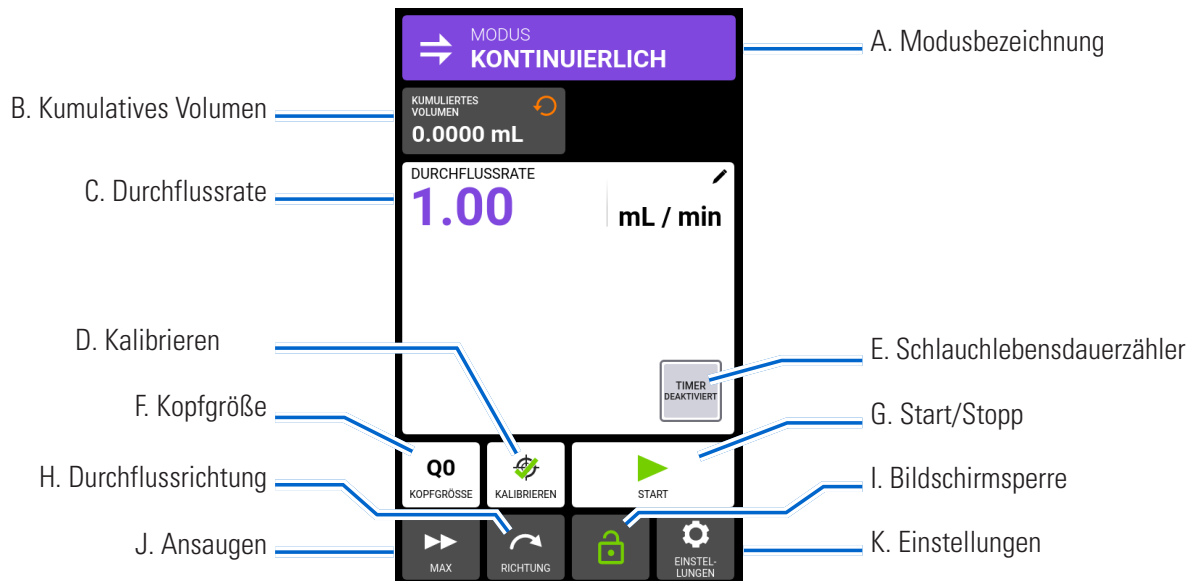 MODUS
KONTINUIERLICH
A. Modusbezeichnung
B. Kumulatives Volumen
KUMULIERTES
VOLUMEN
0.0000 mL
C. Durchflussrate
DURCHFLUSSRATE
1.00
mL / min
D. Kalibrieren
E. Schlauchlebensdauerzähler
TIMER
DEAKTIVIERT
F. Kopfgröße
G. Start/Stopp
Q0
KOPFGRÖSSE
KALIBRIEREN
START
H. Durchflussrichtung
I. Bildschirmsperre
J. Ansaugen
MAX
RICHTUNG
EINSTEL-
LUNGEN
K. Einstellungen